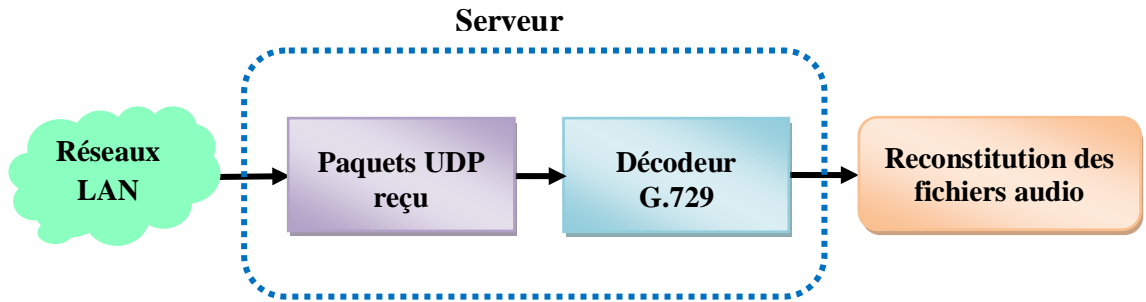 Serveur
Réseaux
LAN
Paquets UDP
reçu
Décodeur
G.729
Reconstitution des
fichiers audio